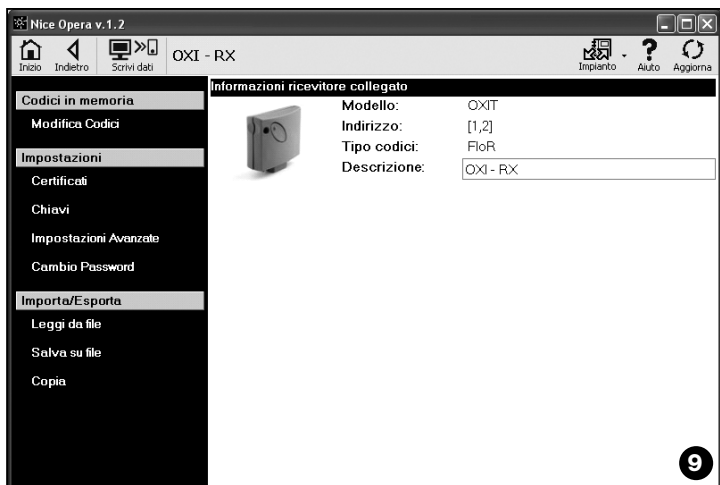 Nice Opera v.1.2
Inizio Indietro Scrivi dati OXI - RX Impianto Aiuto Aggiorna
Codici in memoria
Modifica Codici
Impostazioni
Certificati
Chiavi
Impostazioni Avanzate
Cambio Password
Importa/Esporta
Leggi da file
Salva su file
Copia
Informazioni ricevitore collegato
Modello: OXIT
Indirizzo: [1,2]
Tipo codici: FloR
Descrizione: OXI - RX
9